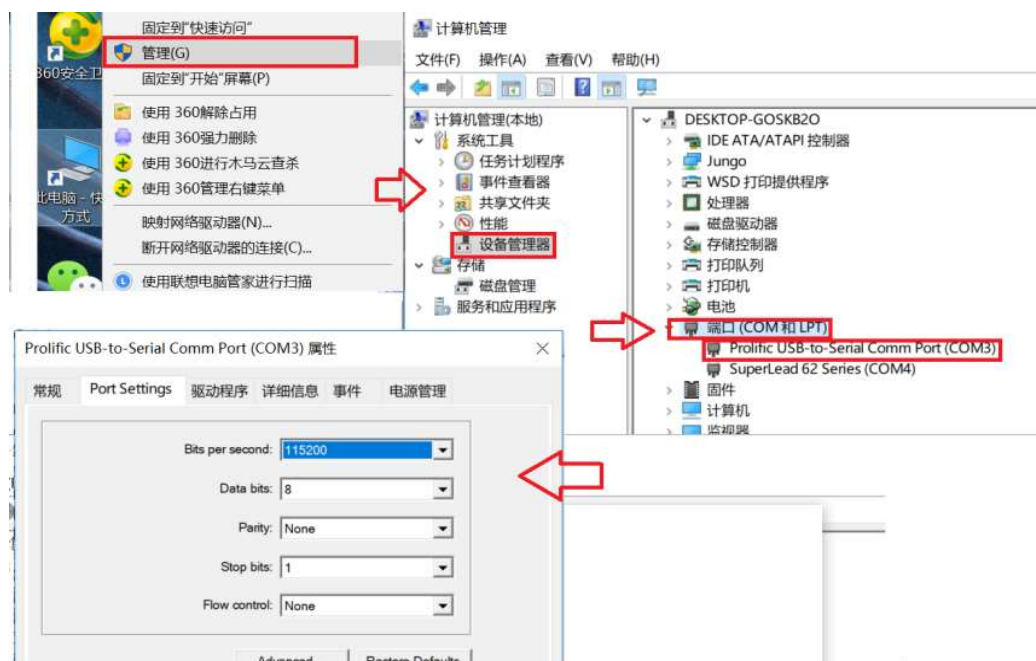 固定到"快速访问"
管理(G)
固定到"开始"屏幕(P)
使用 360解除占用
使用 360强力删除
使用 360进行木马云查杀
使用 360管理右键菜单
映射网络驱动器(N)...
断开网络驱动器的连接(C)...
使用联想电脑管家进行扫描
360安全卫
此电脑 - 快
方式
计算机管理
文件(F) 操作(A) 查看(V) 帮助(H)
计算机管理(本地)
系统工具
任务计划程序
事件查看器
共享文件夹
性能
设备管理器
存储
磁盘管理
服务和应用程序
DESKTOP-GOSKB2O
IDE ATA/ATAPI 控制器
Jungo
WSD 打印提供程序
处理器
磁盘驱动器
存储控制器
打印队列
打印机
电池
端口 (COM 和 LPT)
Prolific USB-to-Serial Comm Port (COM3)
SuperLead 62 Series (COM4)
固件
计算机
监视器
Prolific USB-to-Serial Comm Port (COM3) 属性
常规 Port Settings 驱动程序 详细信息 事件 电源管理
Bits per second: 115200
Data bits: 8
Parity: None
Stop bits: 1
Flow control: None
Advanced Restore Defaults